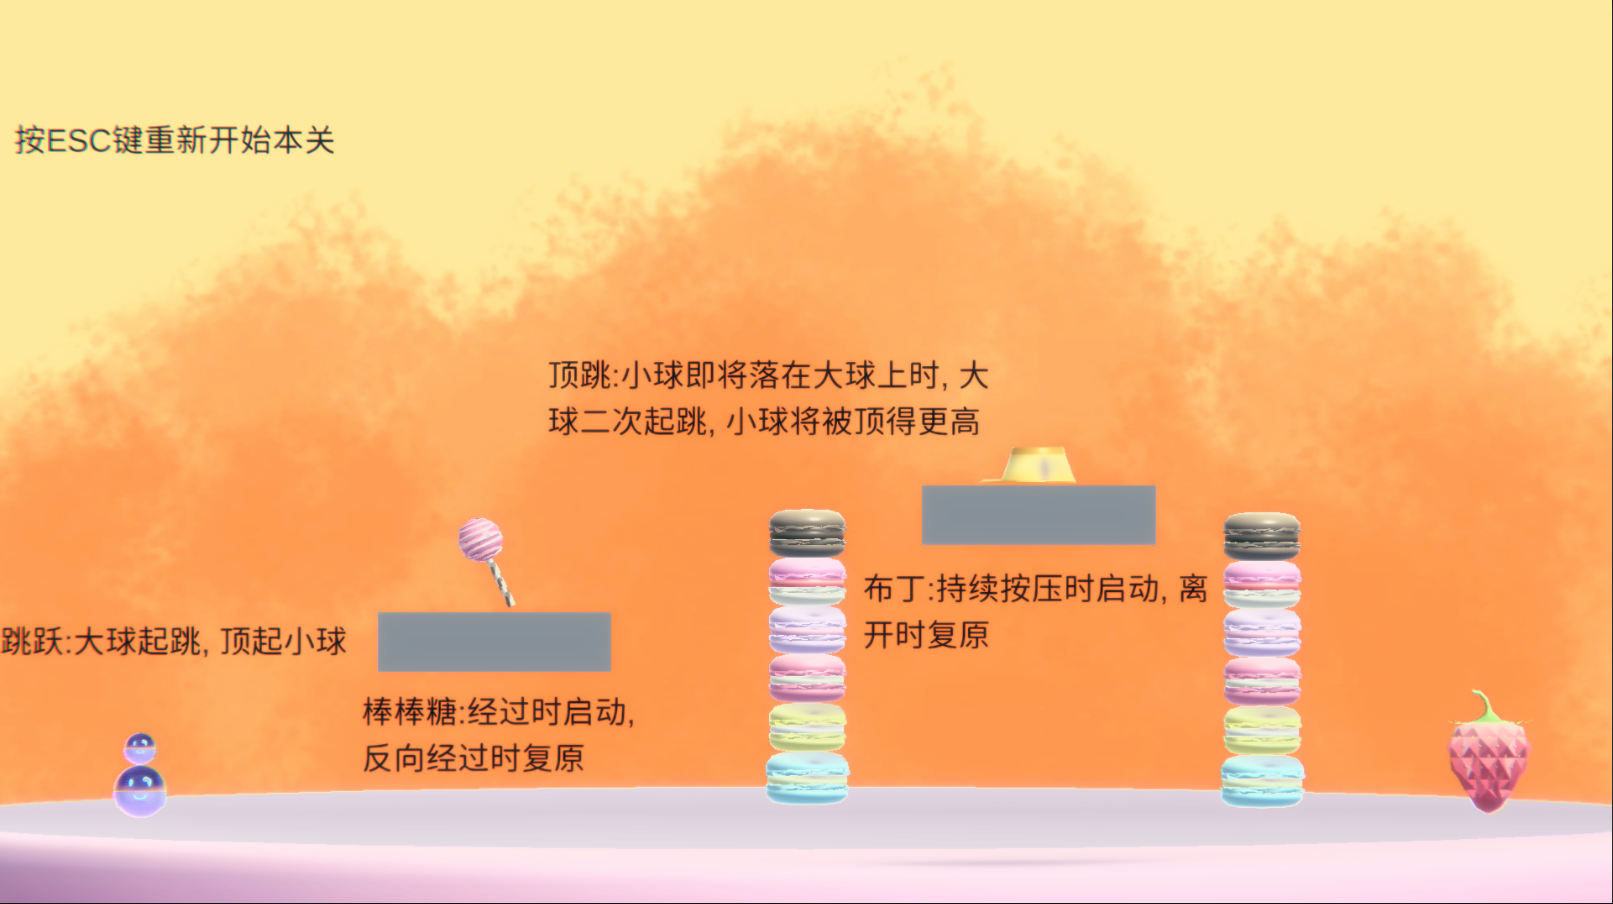 按ESC键重新开始本关
顶跳:小球即将落在大球上时, 大
球二次起跳, 小球将被顶得更高
布丁:持续按压时启动, 离
开时复原
跳跃:大球起跳, 顶起小球
棒棒糖:经过时启动,
反向经过时复原